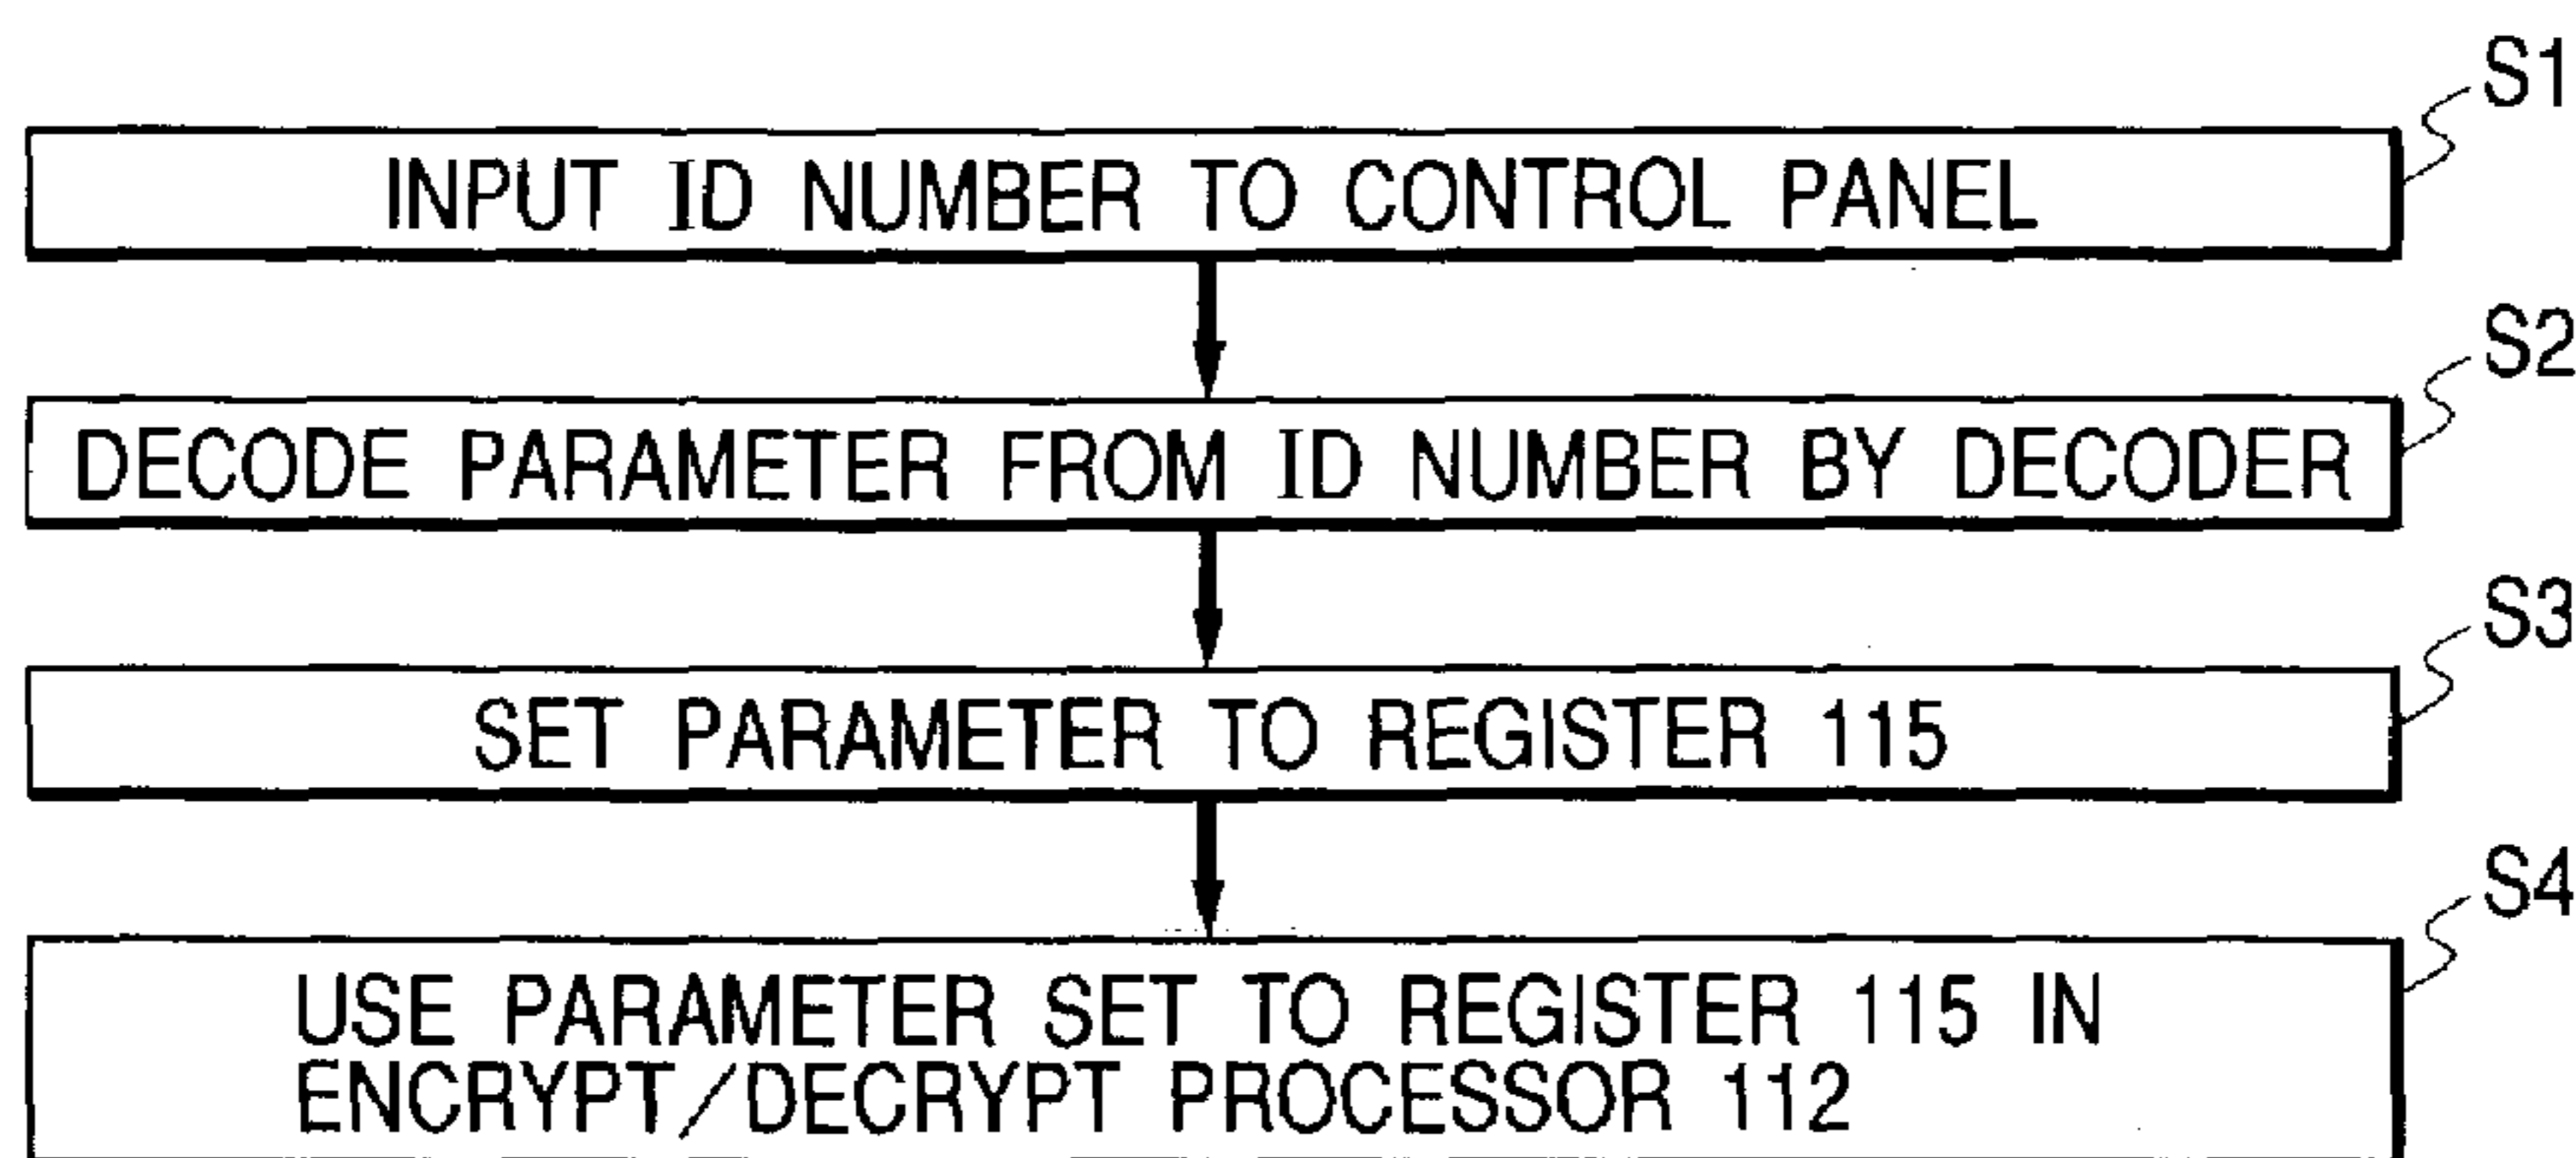 S1
INPUT ID NUMBER TO CONTROL PANEL
S2
DECODE PARAMETER FROM ID NUMBER BY DECODER
S3
SET PARAMETER TO REGISTER 115
S4
USE PARAMETER SET TO REGISTER 115 IN
ENCRYPT/DECRYPT PROCESSOR 112